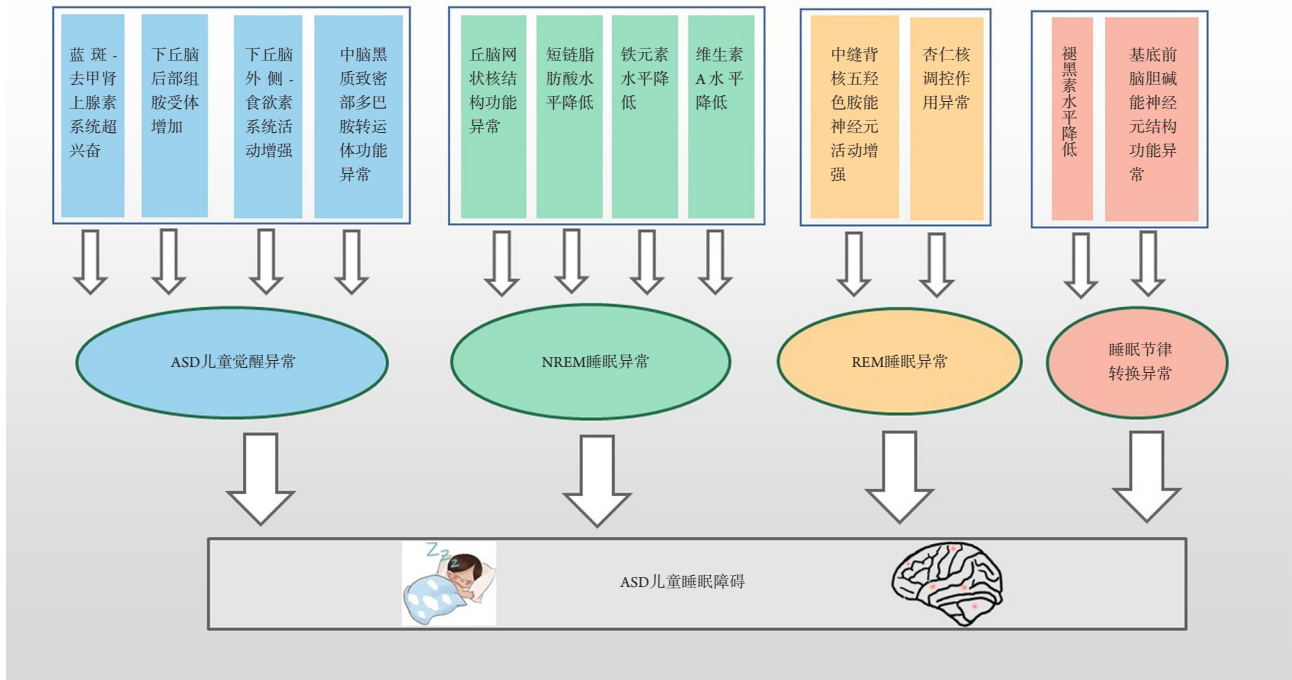 蓝斑-
去甲肾
上腺素
系统超
兴奋
下丘脑
后部组
胺受体
增加
下丘脑
外侧-
食欲素
系统活
动增强
中脑黑
质致密
部多巴
胺转运
体功能
异常
丘脑网
状核结
构功能
异常
短链脂
肪酸水
平降低
铁元素
水平降
低
维生素
A水平
降低
中缝背
核五羟
色胺能
神经元
活动增
强
杏仁核
调控作
用异常
褪黑素水平降低
基底前
脑胆碱
能神经
元结构
功能异
常
ASD儿童觉醒异常
NREM睡眠异常
REM睡眠异常
睡眠节律
转换异常
ZZZ
ASD儿童睡眠障碍